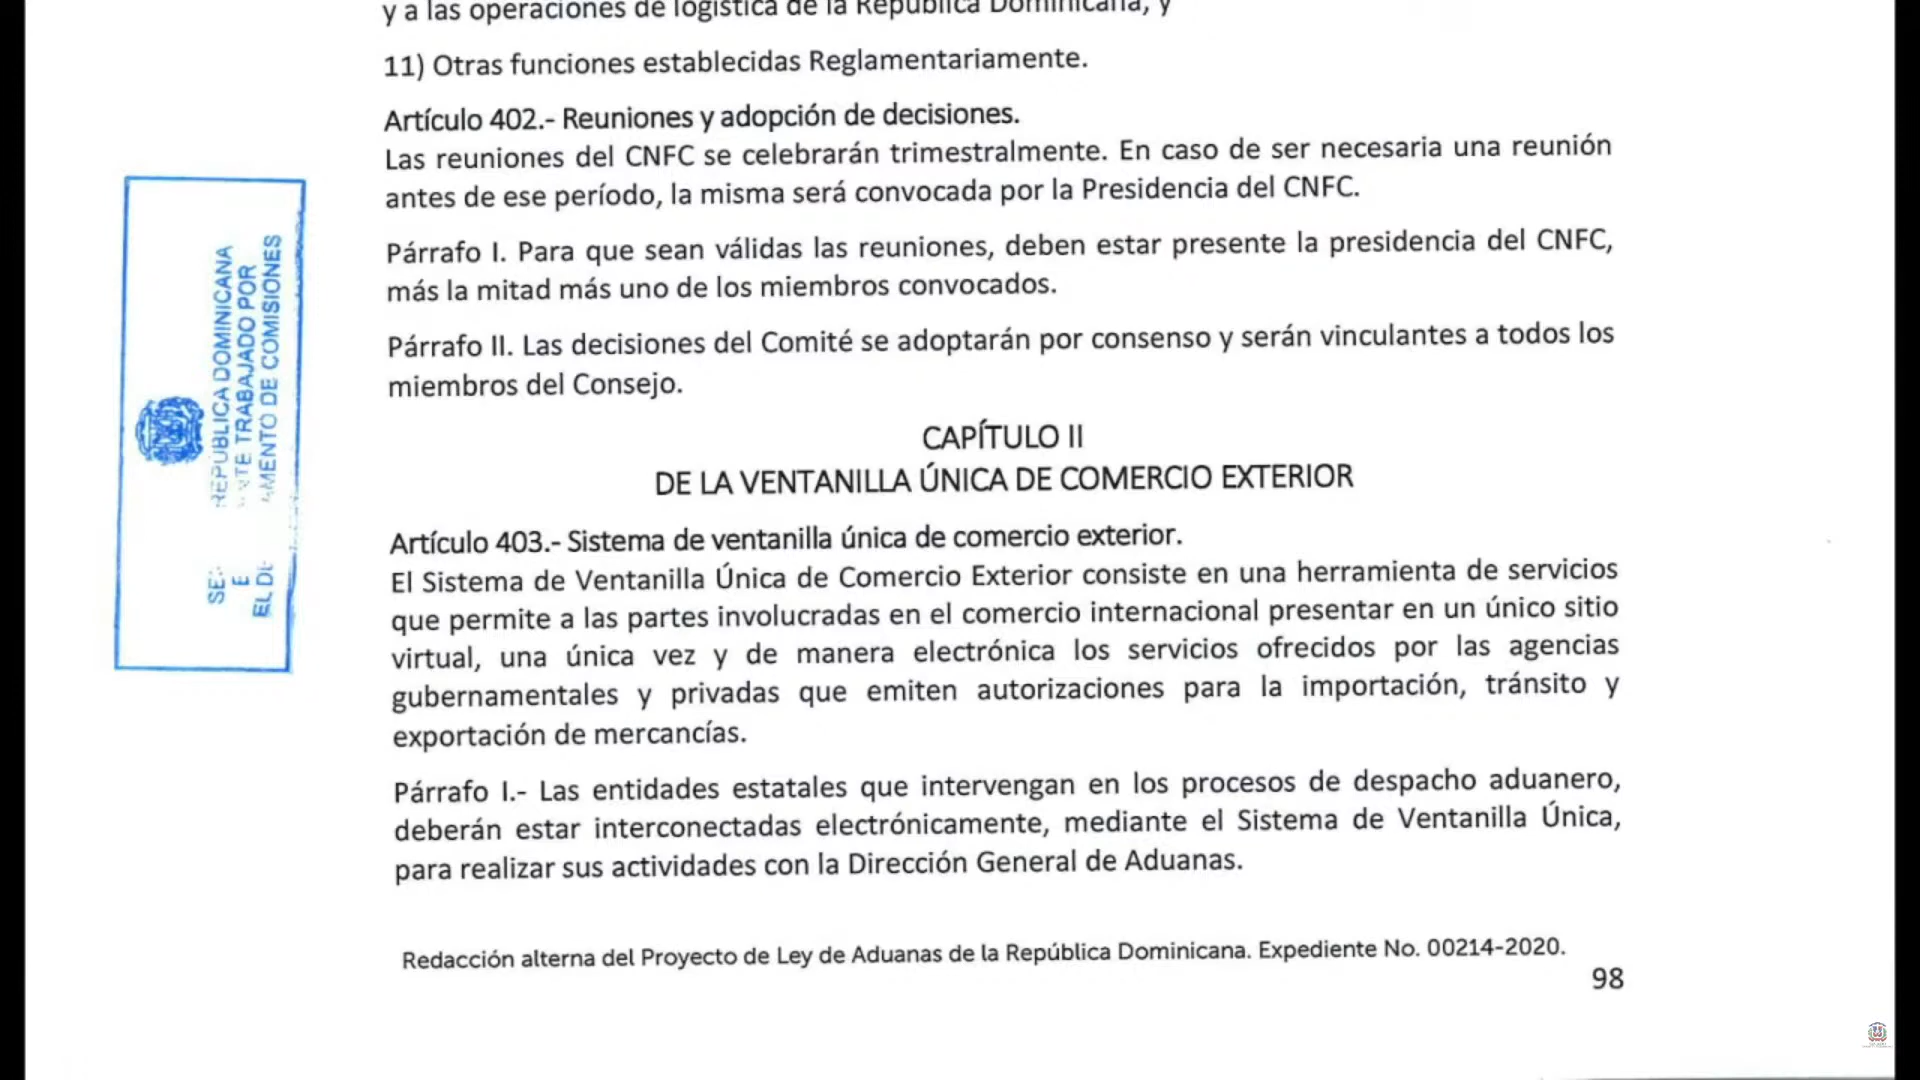 y a las operaciones de logística de la República Dominicana, y
11) Otras funciones establecidas Reglamentariamente.
Artículo 402.- Reuniones y adopción de decisiones.
Las reuniones del CNFC se celebrarán trimestralmente. En caso de ser necesaria una reunión
antes de ese período, la misma será convocada por la Presidencia del CNFC.
Párrafo I. Para que sean válidas las reuniones, deben estar presente la presidencia del CNFC,
más la mitad más uno de los miembros convocados.
Párrafo II. Las decisiones del Comité se adoptarán por consenso y serán vinculantes a todos los
miembros del Consejo.
CAPÍTULO II
DE LA VENTANILLA ÚNICA DE COMERCIO EXTERIOR
Artículo 403.- Sistema de ventanilla única de comercio exterior.
El Sistema de Ventanilla Única de Comercio Exterior consiste en una herramienta de servicios
que permite a las partes involucradas en el comercio internacional presentar en un único sitio
virtual, una única vez y de manera electrónica los servicios ofrecidos por las agencias
gubernamentales y privadas que emiten autorizaciones para la importación, tránsito y
exportación de mercancías.
Párrafo I.- Las entidades estatales que intervengan en los procesos de despacho aduanero,
deberán estar interconectadas electrónicamente, mediante el Sistema de Ventanilla Única,
para realizar sus actividades con la Dirección General de Aduanas.
Redacción alterna del Proyecto de Ley de Aduanas de la República Dominicana. Expediente No. 00214-2020.
98
REPÚBLICA DOMINICANA
TRABAJADO POR
DE COMISIONES